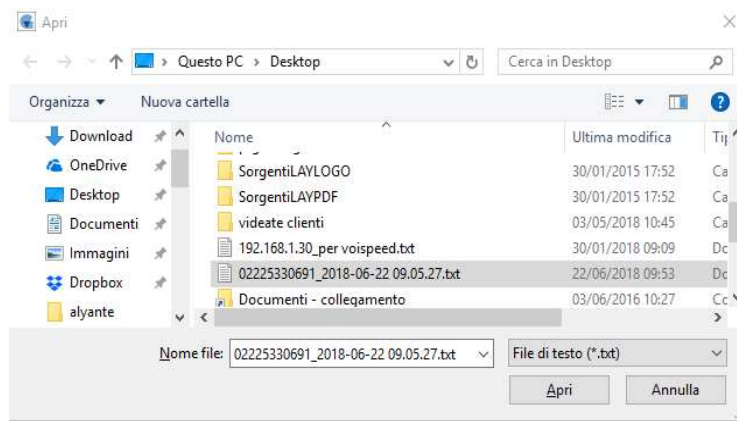 Apri
Questo PC > Desktop
Cerca in Desktop
Organizza
Nuova cartella
Download
OneDrive
Desktop
Documenti
Immagini
Dropbox
alyante
Nome
Ultima modifica
SorgentiLAYLOGO 30/01/2015 17:52 Ca
SorgentiLAYPDF 30/01/2015 17:52 Ca
videate clienti 03/05/2018 10:45 Ca
192.168.1.30_per voispeed.txt 30/01/2018 09:09 Dc
02225330691_2018-06-22 09.05.27.txt 22/06/2018 09:53 Dc
Documenti - collegamento 03/06/2016 10:27
Nome file: 02225330691_2018-06-22 09.05.27.txt
File di testo (*.txt)
Apri
Annulla